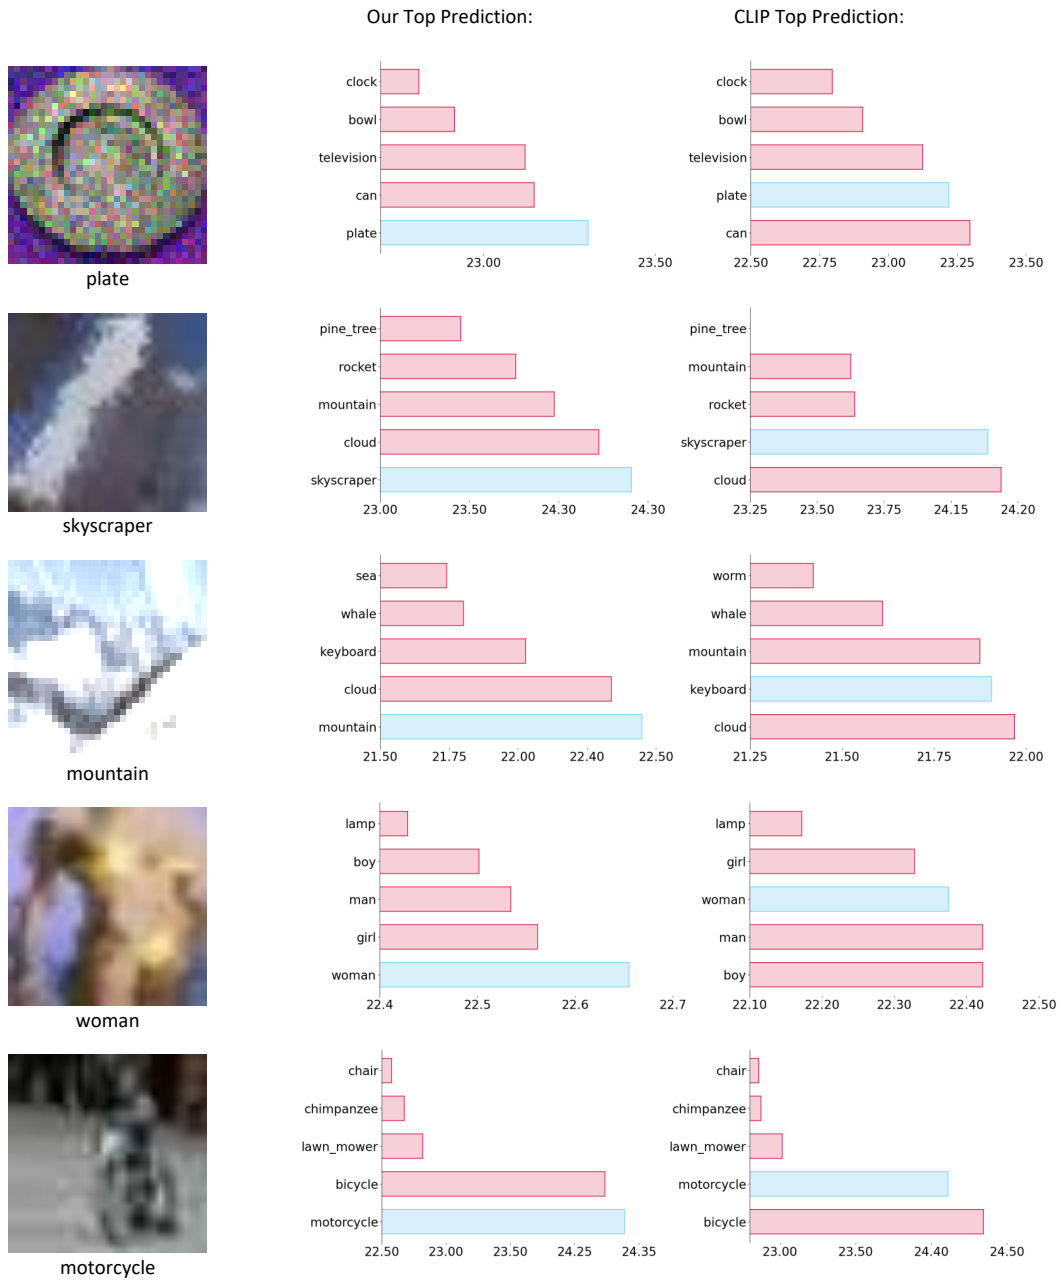 Our Top Prediction:
CLIP Top Prediction:
clock
bowl
television
can
plate
23.00 23.50
clock
bowl
television
plate
can
22.50 22.75 23.00 23.25 23.50
plate
pine_tree
rocket
mountain
cloud
skyscraper
23.00 23.50 24.30 24.30
pine_tree
mountain
rocket
skyscraper
cloud
23.25 23.50 23.75 24.15 24.20
skyscraper
sea
whale
keyboard
cloud
mountain
21.50 21.75 22.00 22.40 22.50
worm
whale
mountain
keyboard
cloud
21.25 21.50 21.75 22.00
mountain
lamp
boy
man
girl
woman
22.4 22.5 22.6 22.7
lamp
girl
woman
man
boy
22.10 22.20 22.30 22.40 22.50
woman
chair
chimpanzee
lawn_mower
bicycle
motorcycle
22.50 23.00 23.50 24.25 24.35
chair
chimpanzee
lawn_mower
motorcycle
bicycle
23.00 23.50 24.40 24.50
motorcycle